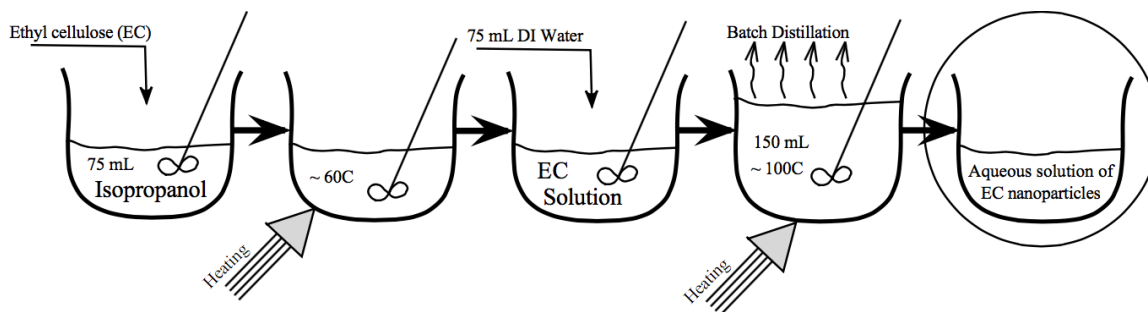 Ethyl cellulose (EC)
75 mL
Isopropanol
~ 60C
Heating
75 mL DI Water
EC
Solution
Batch Distillation
150 mL
~ 100C
Heating
Aqueous solution of
EC nanoparticles